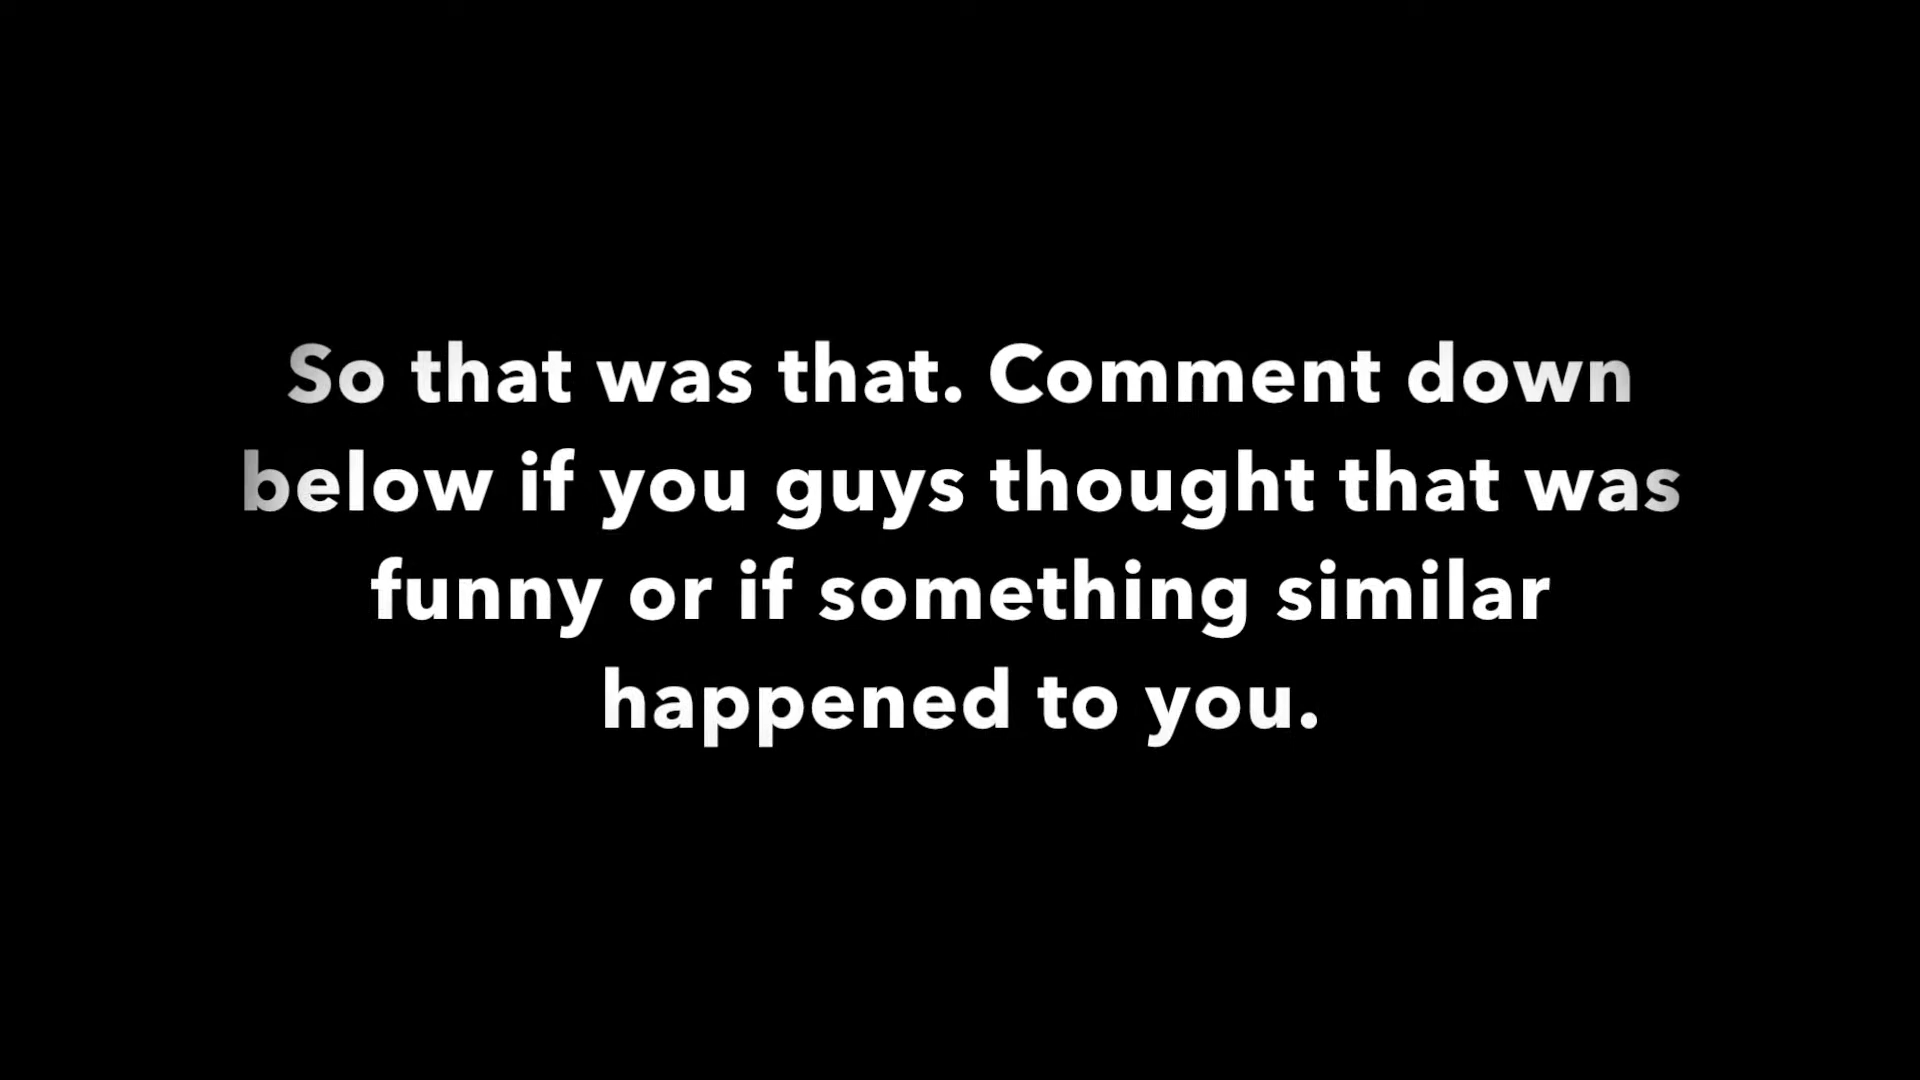 So that was that. Comment down
below if you guys thought that was
funny or if something similar
happened to you.